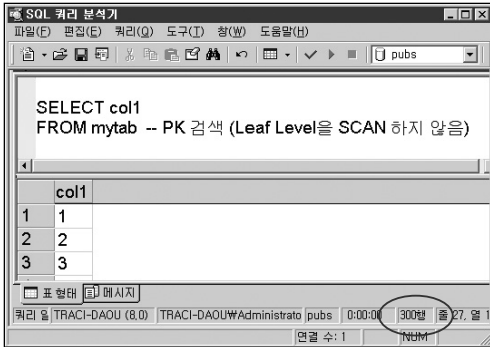 SQL 쿼리 분석기
파일(F) 편집(E) 쿼리(Q) 도구(T) 창(W) 도움말(H)
pubs
SELECT col1
FROM mytab -- PK 검색 (Leaf Level을 SCAN 하지 않음)
col1
1 1
2 2
3 3
표 형태 메시지
쿼리 일 TRACI-DAOU (8.0) TRACI-DAOU₩Administrato pubs 0:00:00 300행 줄 27, 열 1
연결 수: 1 NUM